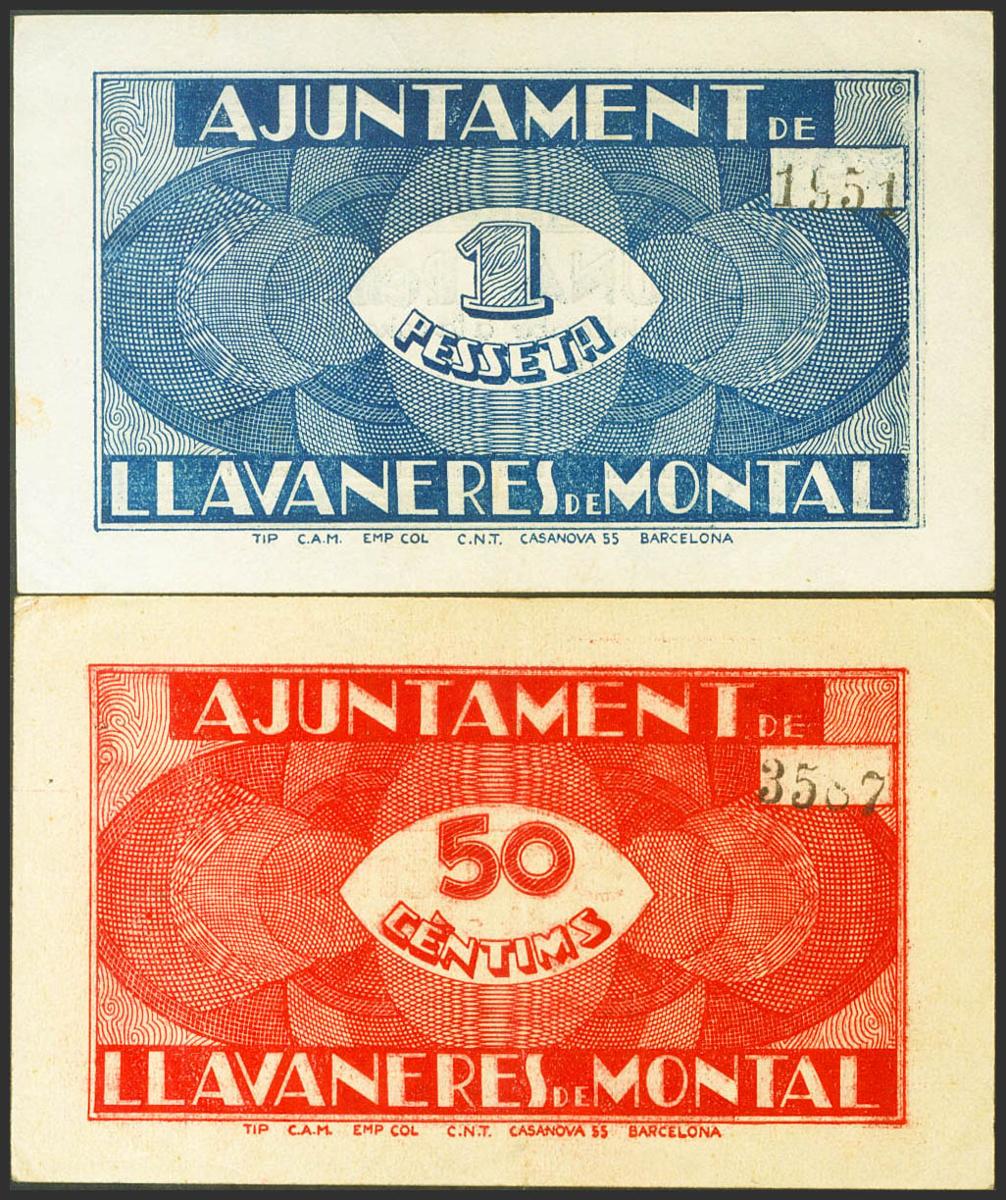 AJUNTAMENT DE
1951
1
PESSETA
LLAVANERES DE MONTAL
TIP C.A.M. EMP COL C.N.T. CASANOVA 55 BARCELONA
AJUNTAMENT DE
3587
50
CÈNTIMS
LLAVANERES DE MONTAL
TIP C.A.M. EMP COL C.N.T. CASANOVA 55 BARCELONA